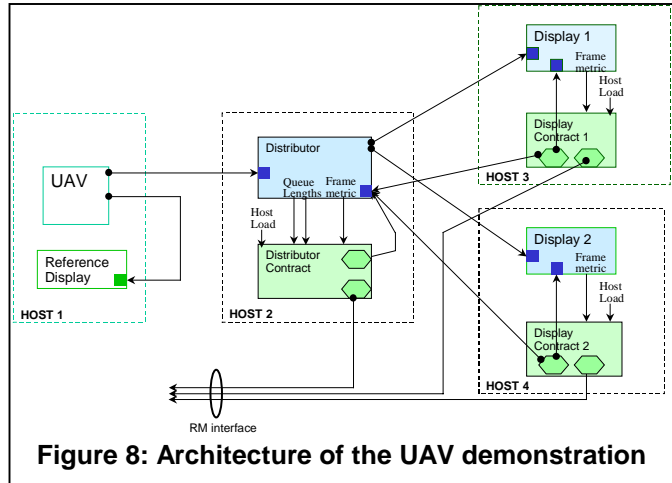 UAV
Reference
Display
HOST 1
Distributor
Queue
Lengths
Frame
metric
Host
Load
Distributor
Contract
HOST 2
Display 1
Frame
metric
Host
Load
Display
Contract 1
HOST 3
Display 2
Frame
metric
Host
Load
Display
Contract 2
HOST 4
RM interface
Figure 8: Architecture of the UAV demonstration